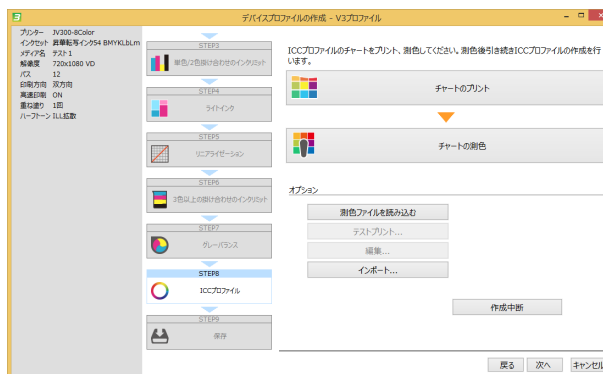 デバイスプロファイルの作成 - V3プロファイル
プリンター JV300-8Color
インクセット 昇華転写インク54 BMYKLbLm
メディア名 テスト1
解像度 720x1080 VD
パス 12
印刷方向 双方向
高速印刷 ON
重ね塗り 1回
ハーフトーン ILL拡散
STEP3
単色/2色掛け合わせのインクリミット
STEP4
ライトインク
STEP5
リニアライゼーション
STEP6
3色以上の掛け合わせのインクリミット
STEP7
グレーバランス
STEP8
ICCプロファイル
STEP9
保存
ICCプロファイルのチャートをプリント、測色してください。測色後引き続きICCプロファイルの作成を行
います。
チャートのプリント
チャートの測色
オプション
測色ファイルを読み込む
テストプリント...
編集...
インポート...
作成中断
戻る 次へ キャンセル